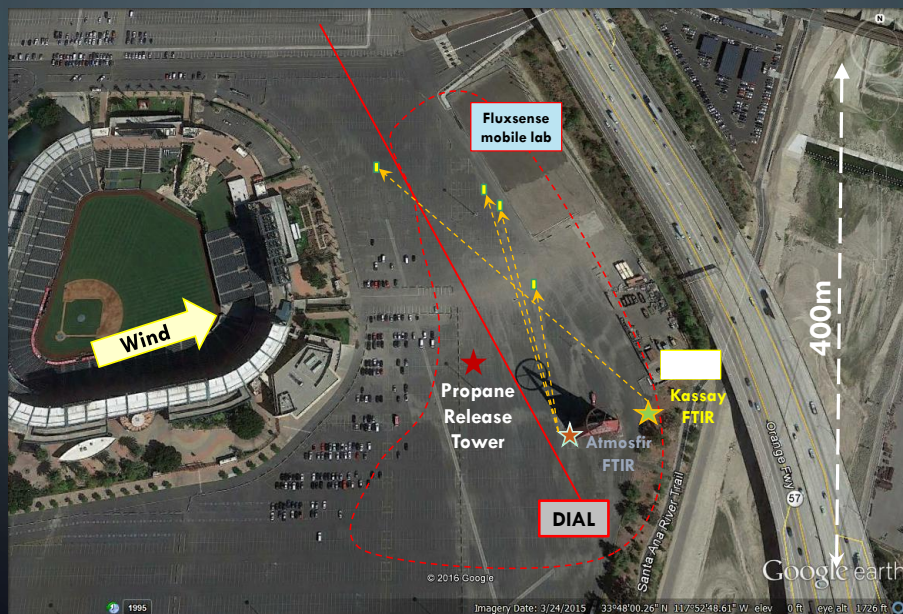 N
Fluxsense
mobile lab
400m
Wind
Propane
Release
Tower
Kassay
FTIR
Atmosfir
FTIR
Orange Fwy
57
Santa Ana River Trail
DIAL
Google earth
© 2016 Google
1995
Imagery Date: 3/24/2015 33°48'00.26" N 117°52'48.61" W elev 0 ft eye alt 1726 ft